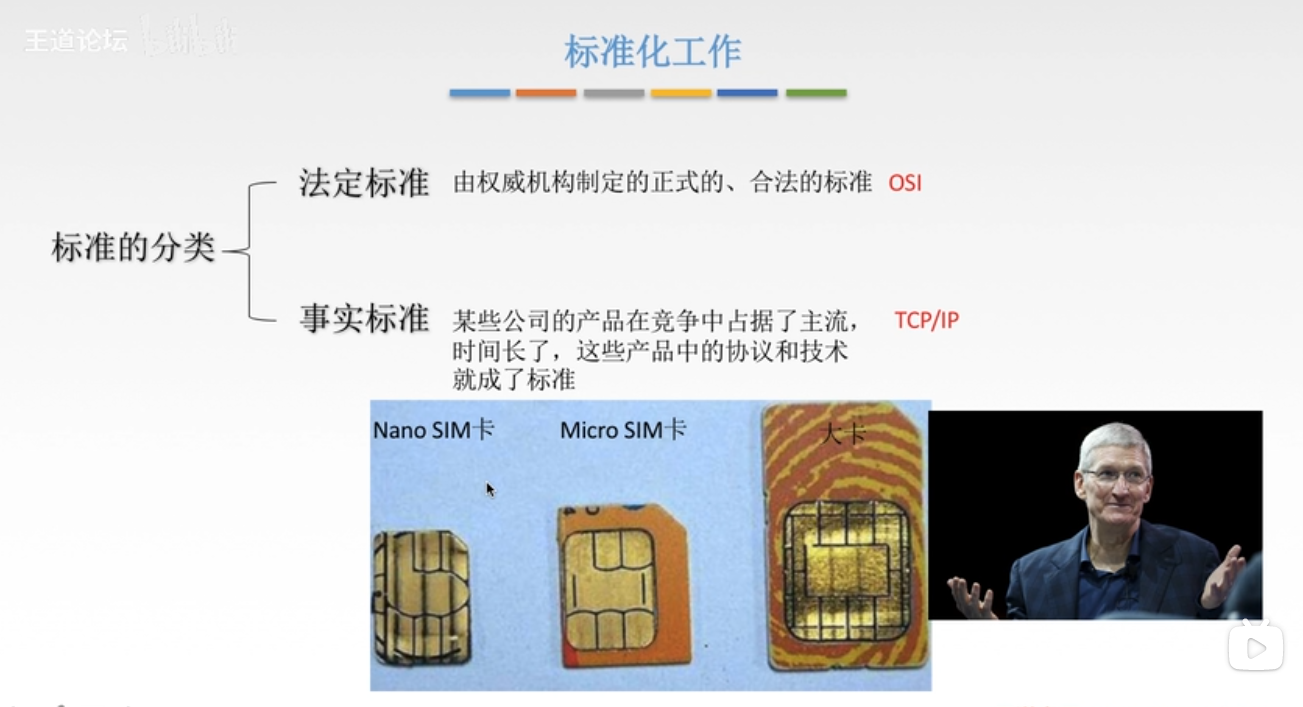 王道论坛
标准化工作
标准的分类
法定标准
由权威机构制定的正式的、合法的标准 OSI
事实标准
某些公司的产品在竞争中占据了主流， TCP/IP
时间长了，这些产品中的协议和技术
就成了标准
Nano SIM卡
Micro SIM卡
大卡